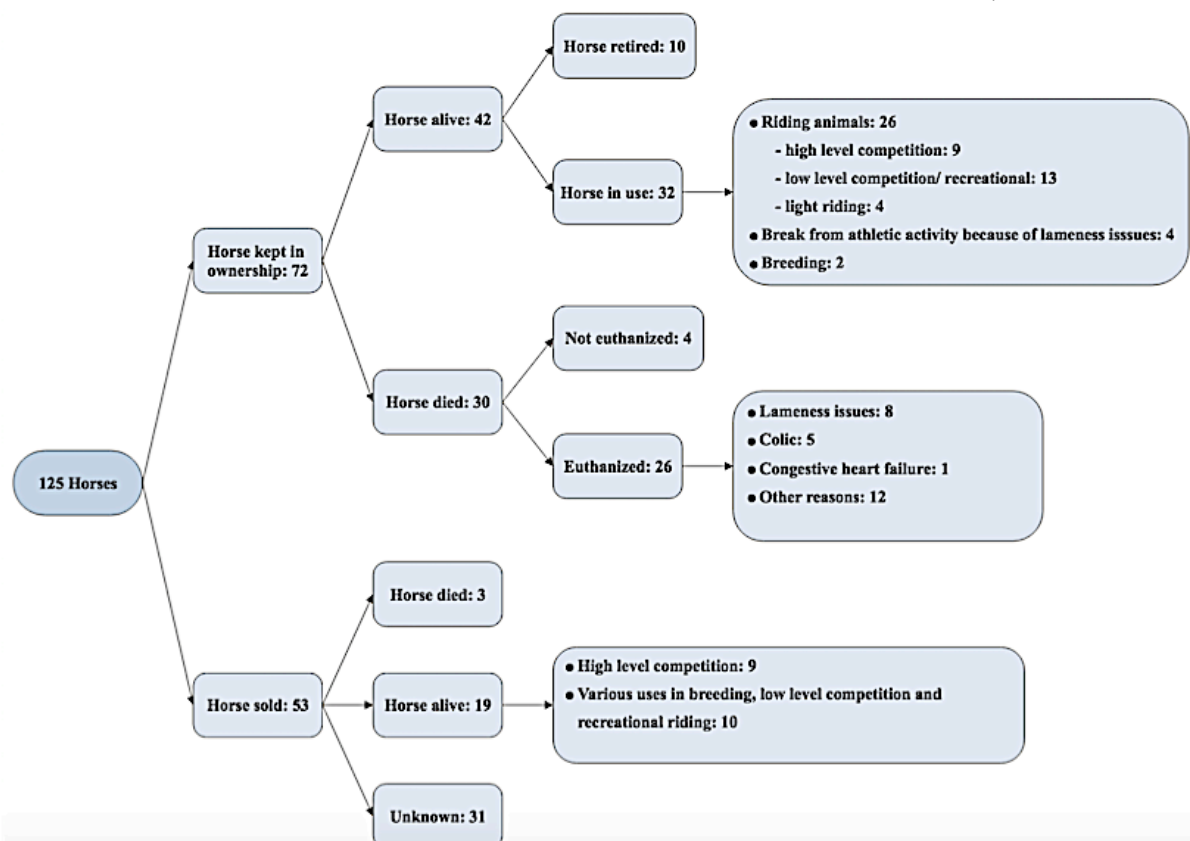 Horse retired: 10
Horse alive: 42
● Riding animals: 26
- high level competition: 9
- low level competition/ recreational: 13
- light riding: 4
● Break from athletic activity because of lameness isssues: 4
● Breeding: 2
Horse in use: 32
Horse kept in
ownership: 72
Not euthanized: 4
Horse died: 30
● Lameness issues: 8
● Colic: 5
● Congestive heart failure: 1
● Other reasons: 12
Euthanized: 26
125 Horses
Horse died: 3
Horse sold: 53
Horse alive: 19
● High level competition: 9
● Various uses in breeding, low level competition and
recreational riding: 10
Unknown: 31